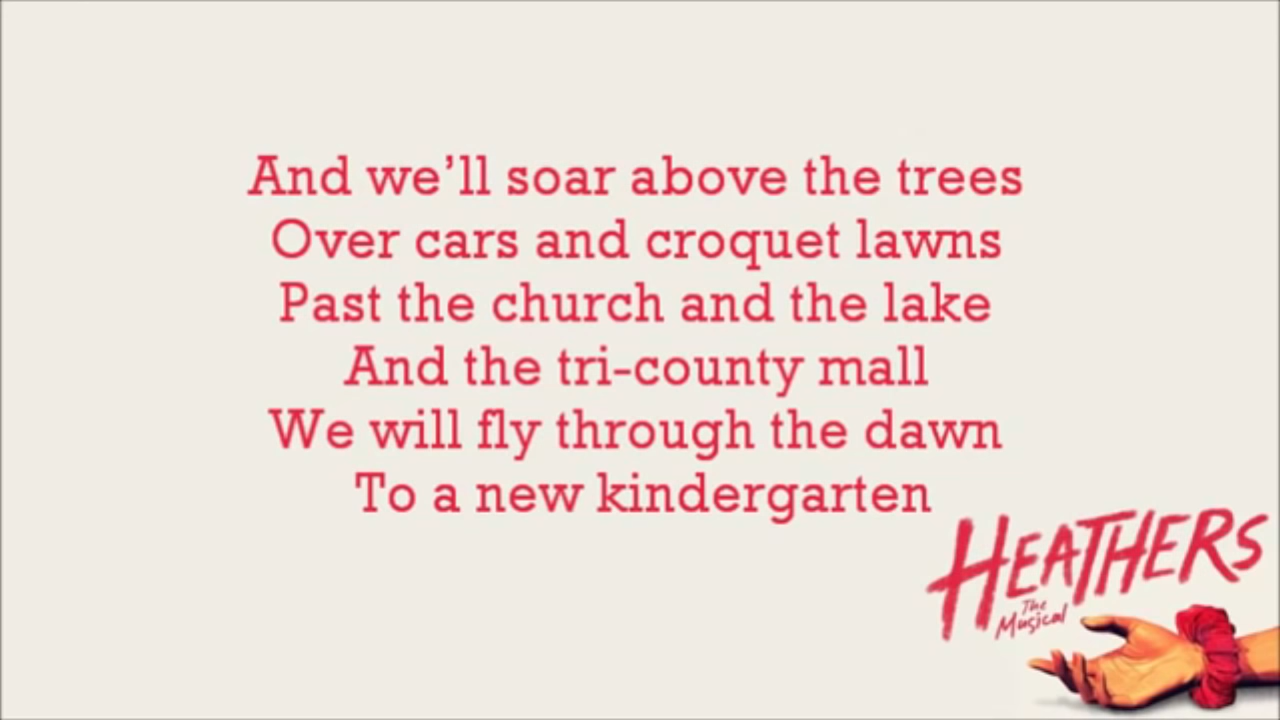 And we’ll soar above the trees
Over cars and croquet lawns
Past the church and the lake
And the tri-county mall
We will fly through the dawn
To a new kindergarten
HEATHERS
The
Musical